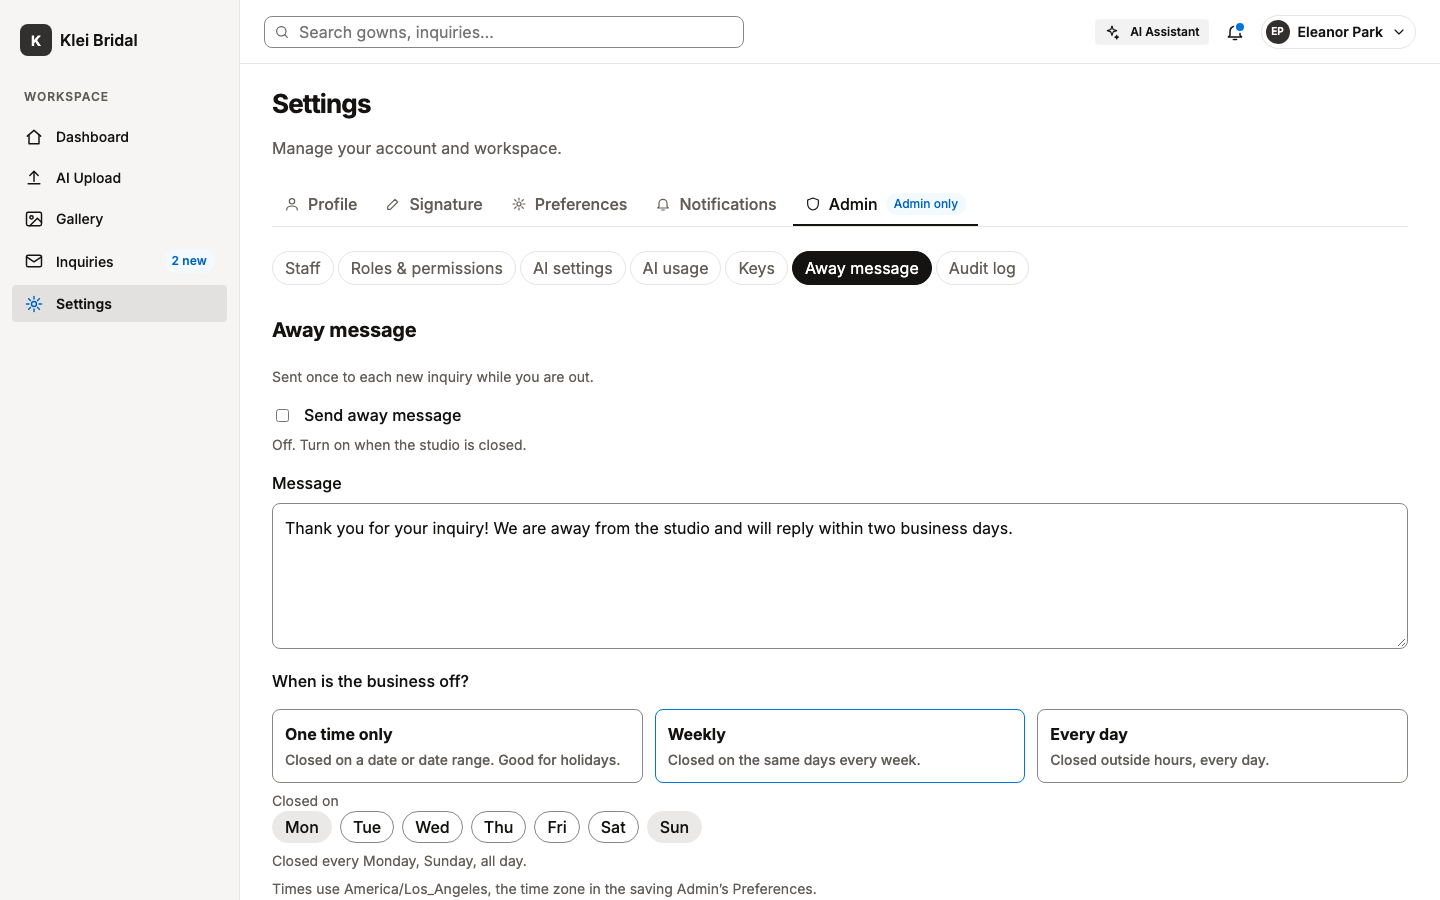 K
Klei Bridal
Search gowns, inquiries...
AI Assistant
EP
Eleanor Park
WORKSPACE
Dashboard
AI Upload
Gallery
Inquiries
2 new
Settings
Settings
Manage your account and workspace.
Profile
Signature
Preferences
Notifications
Admin
Admin only
Staff
Roles & permissions
AI settings
AI usage
Keys
Away message
Audit log
Away message
Sent once to each new inquiry while you are out.
Send away message
Off. Turn on when the studio is closed.
Message
Thank you for your inquiry! We are away from the studio and will reply within two business days.
When is the business off?
One time only
Closed on a date or date range. Good for holidays.
Weekly
Closed on the same days every week.
Every day
Closed outside hours, every day.
Closed on
Mon
Tue
Wed
Thu
Fri
Sat
Sun
Closed every Monday, Sunday, all day.
Times use America/Los_Angeles, the time zone in the saving Admin's Preferences.